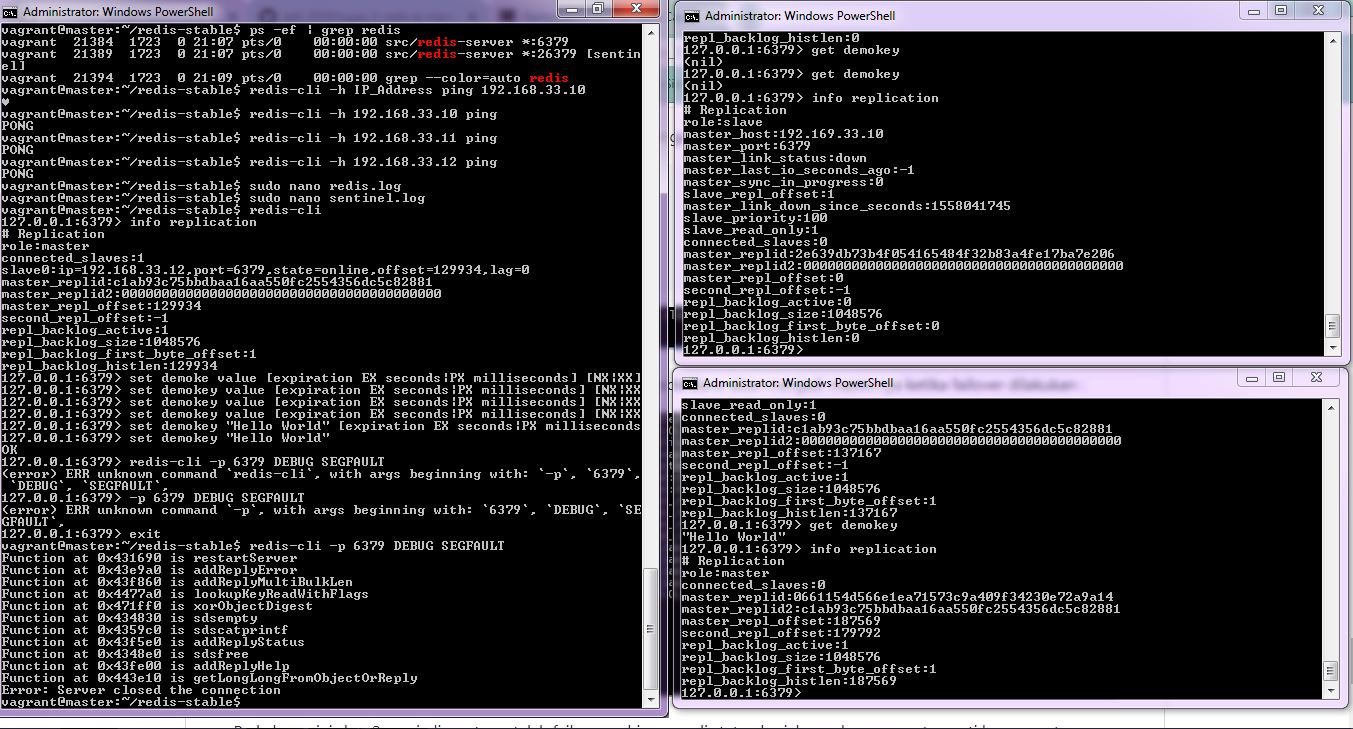 Administrator: Windows PowerShell
vagrant@master:~/redis-stable$ ps -ef | grep redis
vagrant  21384  1723  0 21:07 pts/0    00:00:00 src/redis-server *:6379
vagrant  21389  1723  0 21:07 pts/0    00:00:00 src/redis-server *:26379 [sentin
el]
vagrant  21394  1723  0 21:09 pts/0    00:00:00 grep --color=auto redis
vagrant@master:~/redis-stable$ redis-cli -h IP_Address ping 192.168.33.10
♥
vagrant@master:~/redis-stable$ redis-cli -h 192.168.33.10 ping
PONG
vagrant@master:~/redis-stable$ redis-cli -h 192.168.33.11 ping
PONG
vagrant@master:~/redis-stable$ redis-cli -h 192.168.33.12 ping
PONG
vagrant@master:~/redis-stable$ sudo nano redis.log
vagrant@master:~/redis-stable$ sudo nano sentinel.log
vagrant@master:~/redis-stable$ redis-cli
127.0.0.1:6379> info replication
# Replication
role:master
connected_slaves:1
slave0:ip=192.168.33.12,port=6379,state=online,offset=129934,lag=0
master_replid:c1ab93c75bbdbaa16aa550fc2554356dc5c82881
master_replid2:0000000000000000000000000000000000000000
master_repl_offset:129934
second_repl_offset:-1
repl_backlog_active:1
repl_backlog_size:1048576
repl_backlog_first_byte_offset:1
repl_backlog_histlen:129934
127.0.0.1:6379> set demoke value [expiration EX seconds|PX milliseconds] [NX|XX]
127.0.0.1:6379> set demokey value [expiration EX seconds|PX milliseconds] [NX|XX
127.0.0.1:6379> set demokey value [expiration EX seconds|PX milliseconds] [NX|XX
127.0.0.1:6379> set demokey value [expiration EX seconds|PX milliseconds] [NX|XX
127.0.0.1:6379> set demokey "Hello World" [expiration EX seconds|PX milliseconds
127.0.0.1:6379> set demokey "Hello World"
OK
127.0.0.1:6379> redis-cli -p 6379 DEBUG SEGFAULT
(error) ERR unknown command `redis-cli`, with args beginning with: `-p`, `6379`,
 `DEBUG`, `SEGFAULT`,
127.0.0.1:6379> -p 6379 DEBUG SEGFAULT
(error) ERR unknown command `-p`, with args beginning with: `6379`, `DEBUG`, `SE
GFAULT`,
127.0.0.1:6379> exit
vagrant@master:~/redis-stable$ redis-cli -p 6379 DEBUG SEGFAULT
Function at 0x431690 is restartServer
Function at 0x43e9a0 is addReplyError
Function at 0x43f860 is addReplyMultiBulkLen
Function at 0x4477a0 is lookupKeyReadWithFlags
Function at 0x471ff0 is xorObjectDigest
Function at 0x434830 is sdsempty
Function at 0x4359c0 is sdscatprintf
Function at 0x43f5e0 is addReplyStatus
Function at 0x4348e0 is sdsfree
Function at 0x43fe00 is addReplyHelp
Function at 0x443e10 is getLongLongFromObjectOrReply
Error: Server closed the connection
vagrant@master:~/redis-stable$
Administrator: Windows PowerShell
repl_backlog_histlen:0
127.0.0.1:6379> get demokey
(nil)
127.0.0.1:6379> get demokey
(nil)
127.0.0.1:6379> info replication
# Replication
role:slave
master_host:192.169.33.10
master_port:6379
master_link_status:down
master_last_io_seconds_ago:-1
master_sync_in_progress:0
slave_repl_offset:1
master_link_down_since_seconds:1558041745
slave_priority:100
slave_read_only:1
connected_slaves:0
master_replid:2e639db73b4f054165484f32b83a4fe17ba7e206
master_replid2:0000000000000000000000000000000000000000
master_repl_offset:0
second_repl_offset:-1
repl_backlog_active:0
repl_backlog_size:1048576
repl_backlog_first_byte_offset:0
repl_backlog_histlen:0
127.0.0.1:6379>
Administrator: Windows PowerShell
ketika failover dilakukan :
slave_read_only:1
connected_slaves:0
master_replid:c1ab93c75bbdbaa16aa550fc2554356dc5c82881
master_replid2:0000000000000000000000000000000000000000
master_repl_offset:137167
second_repl_offset:-1
repl_backlog_active:1
repl_backlog_size:1048576
repl_backlog_first_byte_offset:1
repl_backlog_histlen:137167
127.0.0.1:6379> get demokey
"Hello World"
127.0.0.1:6379> info replication
# Replication
role:master
connected_slaves:0
master_replid:0661154d566e1ea71573c9a409f34230e72a9a14
master_replid2:c1ab93c75bbdbaa16aa550fc2554356dc5c82881
master_repl_offset:187569
second_repl_offset:179792
repl_backlog_active:1
repl_backlog_size:1048576
repl_backlog_first_byte_offset:1
repl_backlog_histlen:187569
127.0.0.1:6379>